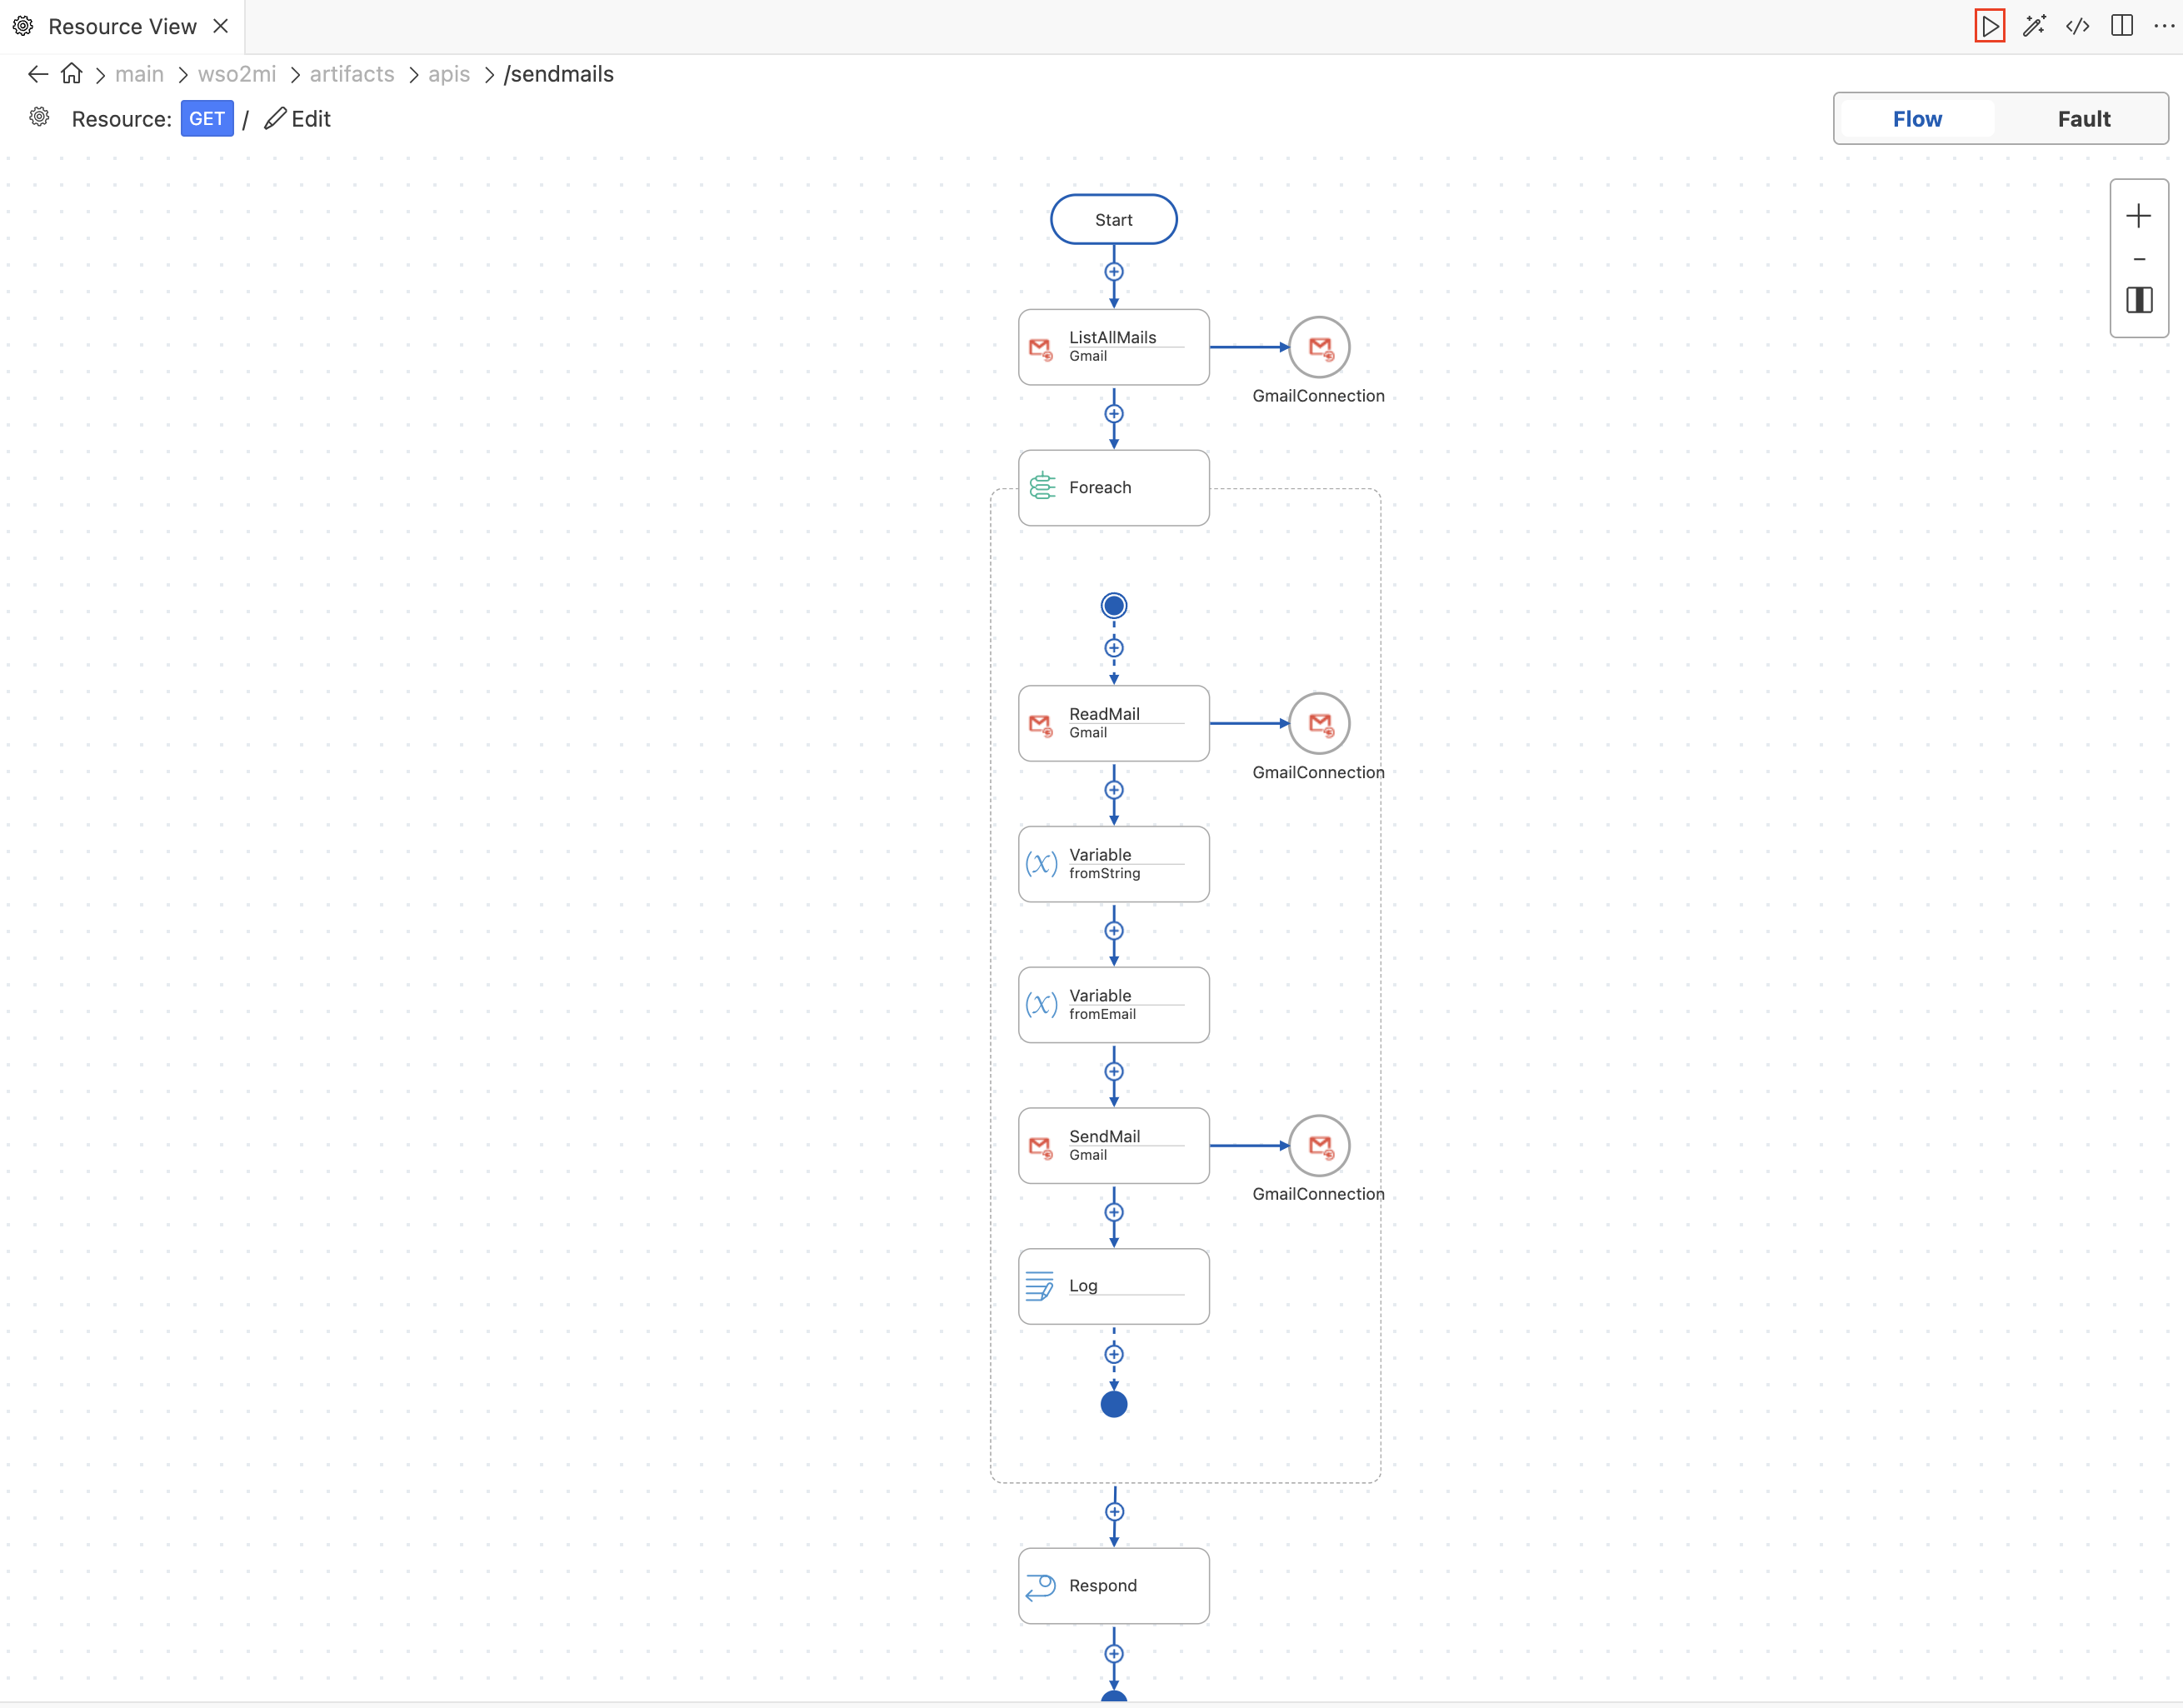 Resource View
main > wso2mi > artifacts > apis > /sendmails
Resource: GET / Edit
Flow Fault
Start
ListAllMails
Gmail
GmailConnection
Foreach
ReadMail
Gmail
GmailConnection
(x) Variable
fromString
(x) Variable
fromEmail
SendMail
Gmail
GmailConnection
Log
Respond